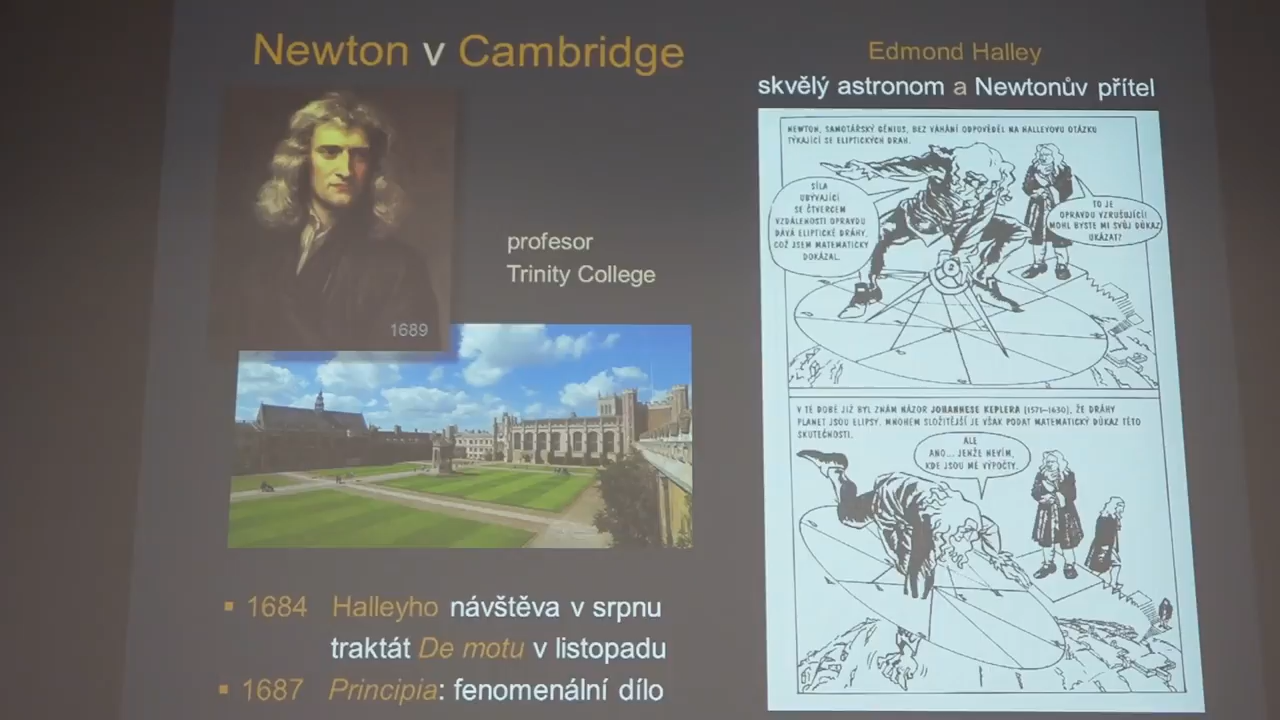 Newton v Cambridge
1689
profesor
Trinity College
▪ 1684 Halleyho návštěva v srpnu
traktát De motu v listopadu
▪ 1687 Principia: fenomenální dílo
Edmond Halley
skvělý astronom a Newtonův přítel
NEWTON, SAMOTÁŘSKÝ GÉNIUS, BEZ VÁHÁNÍ ODPOVĚDĚL NA HALLEYOVU OTÁZKU
TÝKAJÍCÍ SE ELIPTICKÝCH DRAH.
SÍLA
UBÝVAJÍCÍ
SE ČTVERCEM
VZDÁLENOSTI OPRAVDU
DÁVÁ ELIPTICKÉ DRÁHY,
COŽ JSEM MATEMATICKY
DOKÁZAL.
TO JE
OPRAVDU VZRUŠUJÍCÍ!
MOHL BYSTE MI SVŮJ DŮKAZ
UKÁZAT?
V TÉ DOBĚ JIŽ BYL ZNÁM NÁZOR JOHANNESE KEPLERA (1571–1630), ŽE DRÁHY
PLANET JSOU ELIPSY. MNOHEM SLOŽITĚJŠÍ JE VŠAK PODAT MATEMATICKÝ DŮKAZ TÉTO
SKUTEČNOSTI.
ALE
ANO... JENŽE NEVÍM,
KDE JSOU MÉ VÝPOČTY.